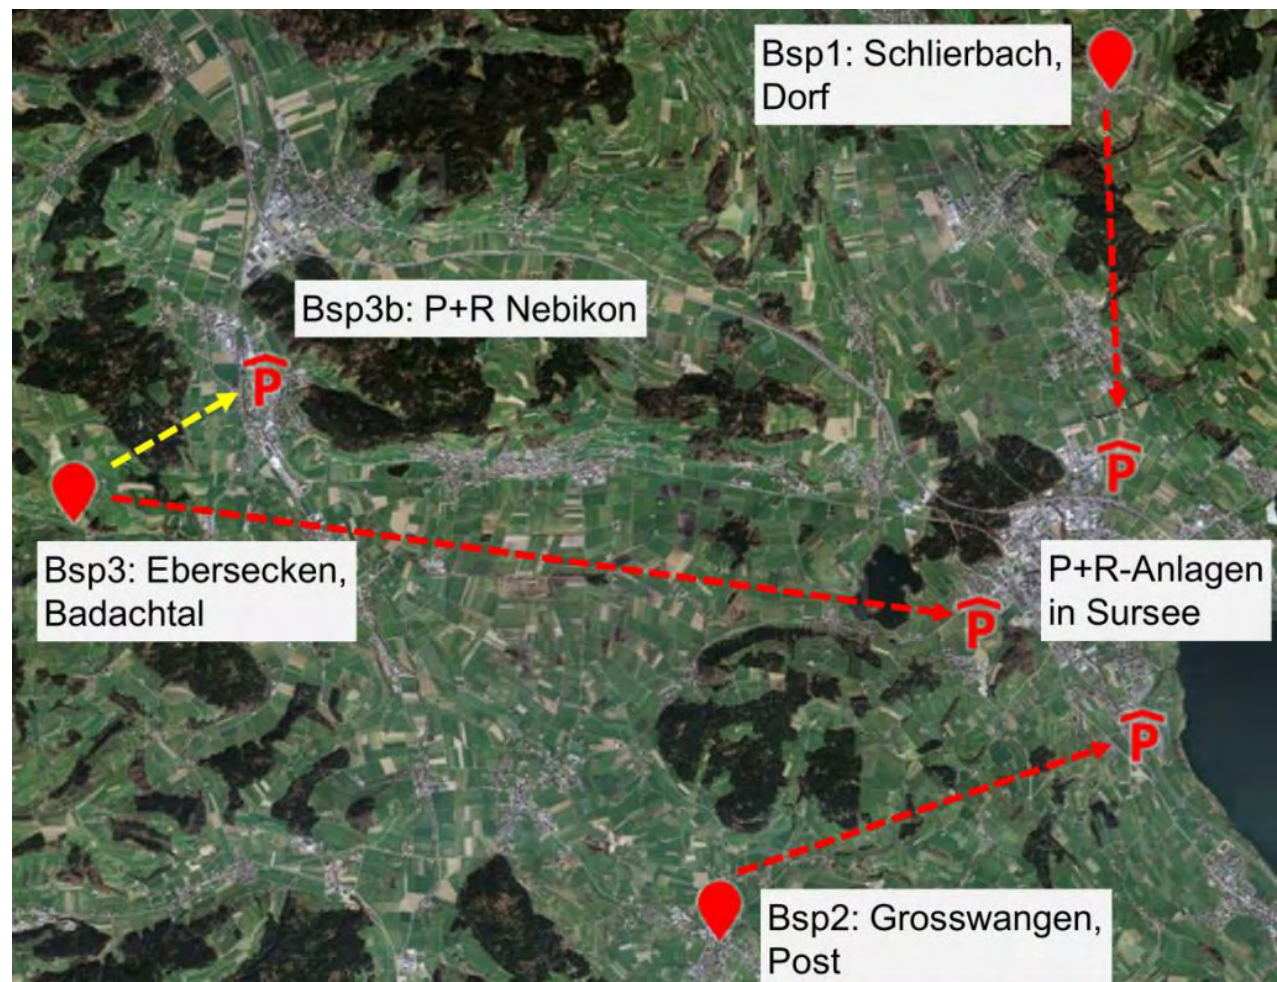 Bsp1: Schlierbach,
Dorf
Bsp3b: P+R Nebikon
P
P
Bsp3: Ebersecken,
Badachtal
P+R-Anlagen
in Sursee
P
P
Bsp2: Grosswangen,
Post